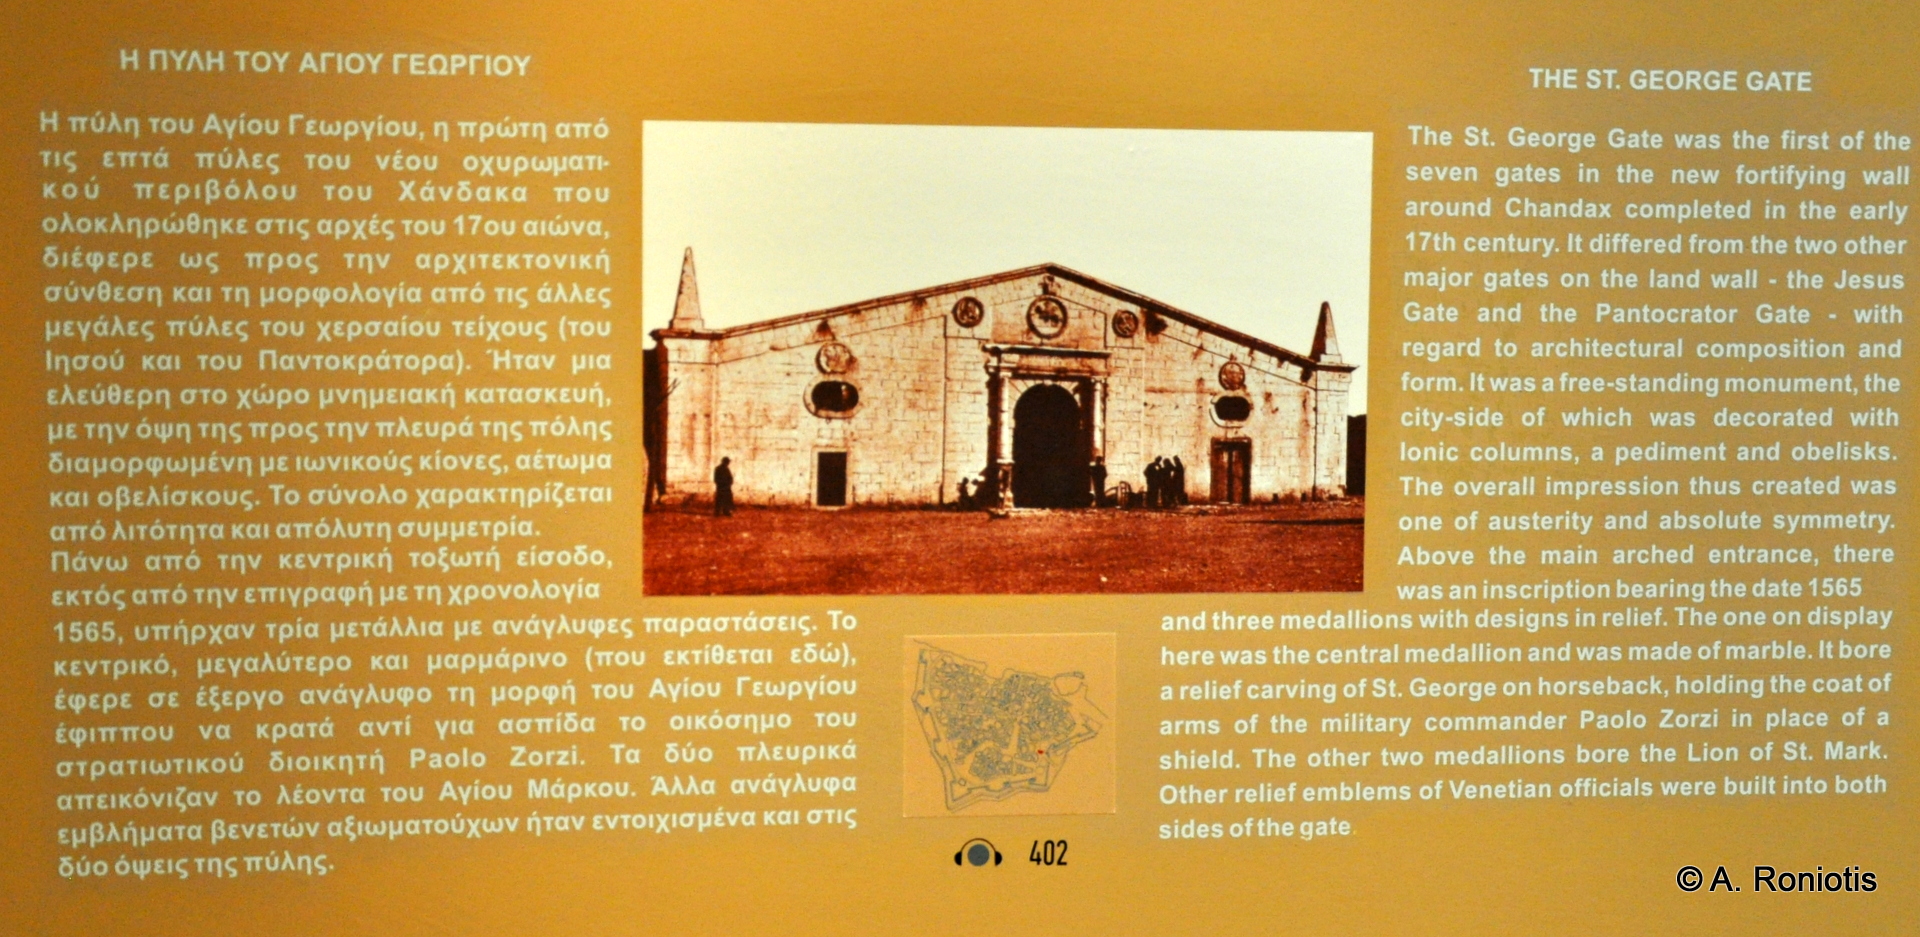 Η ΠΥΛΗ ΤΟΥ ΑΓΙΟΥ ΓΕΩΡΓΙΟΥ
Η πύλη του Αγίου Γεωργίου, η πρώτη από
τις επτά πύλες του νέου οχυρωματι-
κού περιβόλου του Χάνδακα που
ολοκληρώθηκε στις αρχές του 17ου αιώνα,
διέφερε ως προς την αρχιτεκτονική
σύνθεση και τη μορφολογία από τις άλλες
μεγάλες πύλες του χερσαίου τείχους (του
Ιησού και του Παντοκράτορα). Ήταν μια
ελεύθερη στο χώρο μνημειακή κατασκευή,
με την όψη της προς την πλευρά της πόλης
διαμορφωμένη με ιωνικούς κίονες, αέτωμα
και οβελίσκους. Το σύνολο χαρακτηρίζεται
από λιτότητα και απόλυτη συμμετρία.
Πάνω από την κεντρική τοξωτή είσοδο,
εκτός από την επιγραφή με τη χρονολογία
1565, υπήρχαν τρία μετάλλια με ανάγλυφες παραστάσεις. Το
κεντρικό, μεγαλύτερο και μαρμάρινο (που εκτίθεται εδώ),
έφερε σε έξεργο ανάγλυφο τη μορφή του Αγίου Γεωργίου
έφιππου να κρατά αντί για ασπίδα το οικόσημο του
στρατιωτικού διοικητή Paolo Zorzi. Τα δύο πλευρικά
απεικόνιζαν το λέοντα του Αγίου Μάρκου. Άλλα ανάγλυφα
εμβλήματα βενετών αξιωματούχων ήταν εντοιχισμένα και στις
δύο όψεις της πύλης.
THE ST. GEORGE GATE
The St. George Gate was the first of the
seven gates in the new fortifying wall
around Chandax completed in the early
17th century. It differed from the two other
major gates on the land wall - the Jesus
Gate and the Pantocrator Gate - with
regard to architectural composition and
form. It was a free-standing monument, the
city-side of which was decorated with
Ionic columns, a pediment and obelisks.
The overall impression thus created was
one of austerity and absolute symmetry.
Above the main arched entrance, there
was an inscription bearing the date 1565
and three medallions with designs in relief. The one on display
here was the central medallion and was made of marble. It bore
a relief carving of St. George on horseback, holding the coat of
arms of the military commander Paolo Zorzi in place of a
shield. The other two medallions bore the Lion of St. Mark.
Other relief emblems of Venetian officials were built into both
sides of the gate.
402
© A. Roniotis